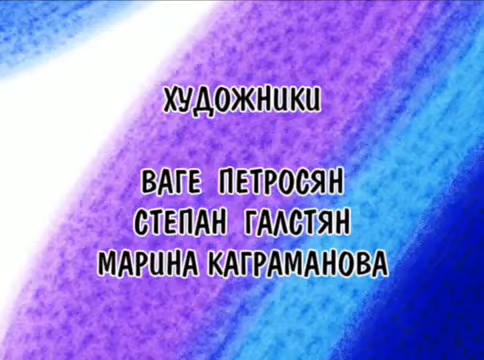 ХУДОЖНИКИ
ВАГЕ ПЕТРОСЯН
СТЕПАН ГАЛСТЯН
МАРИНА КАГРАМАНОВА